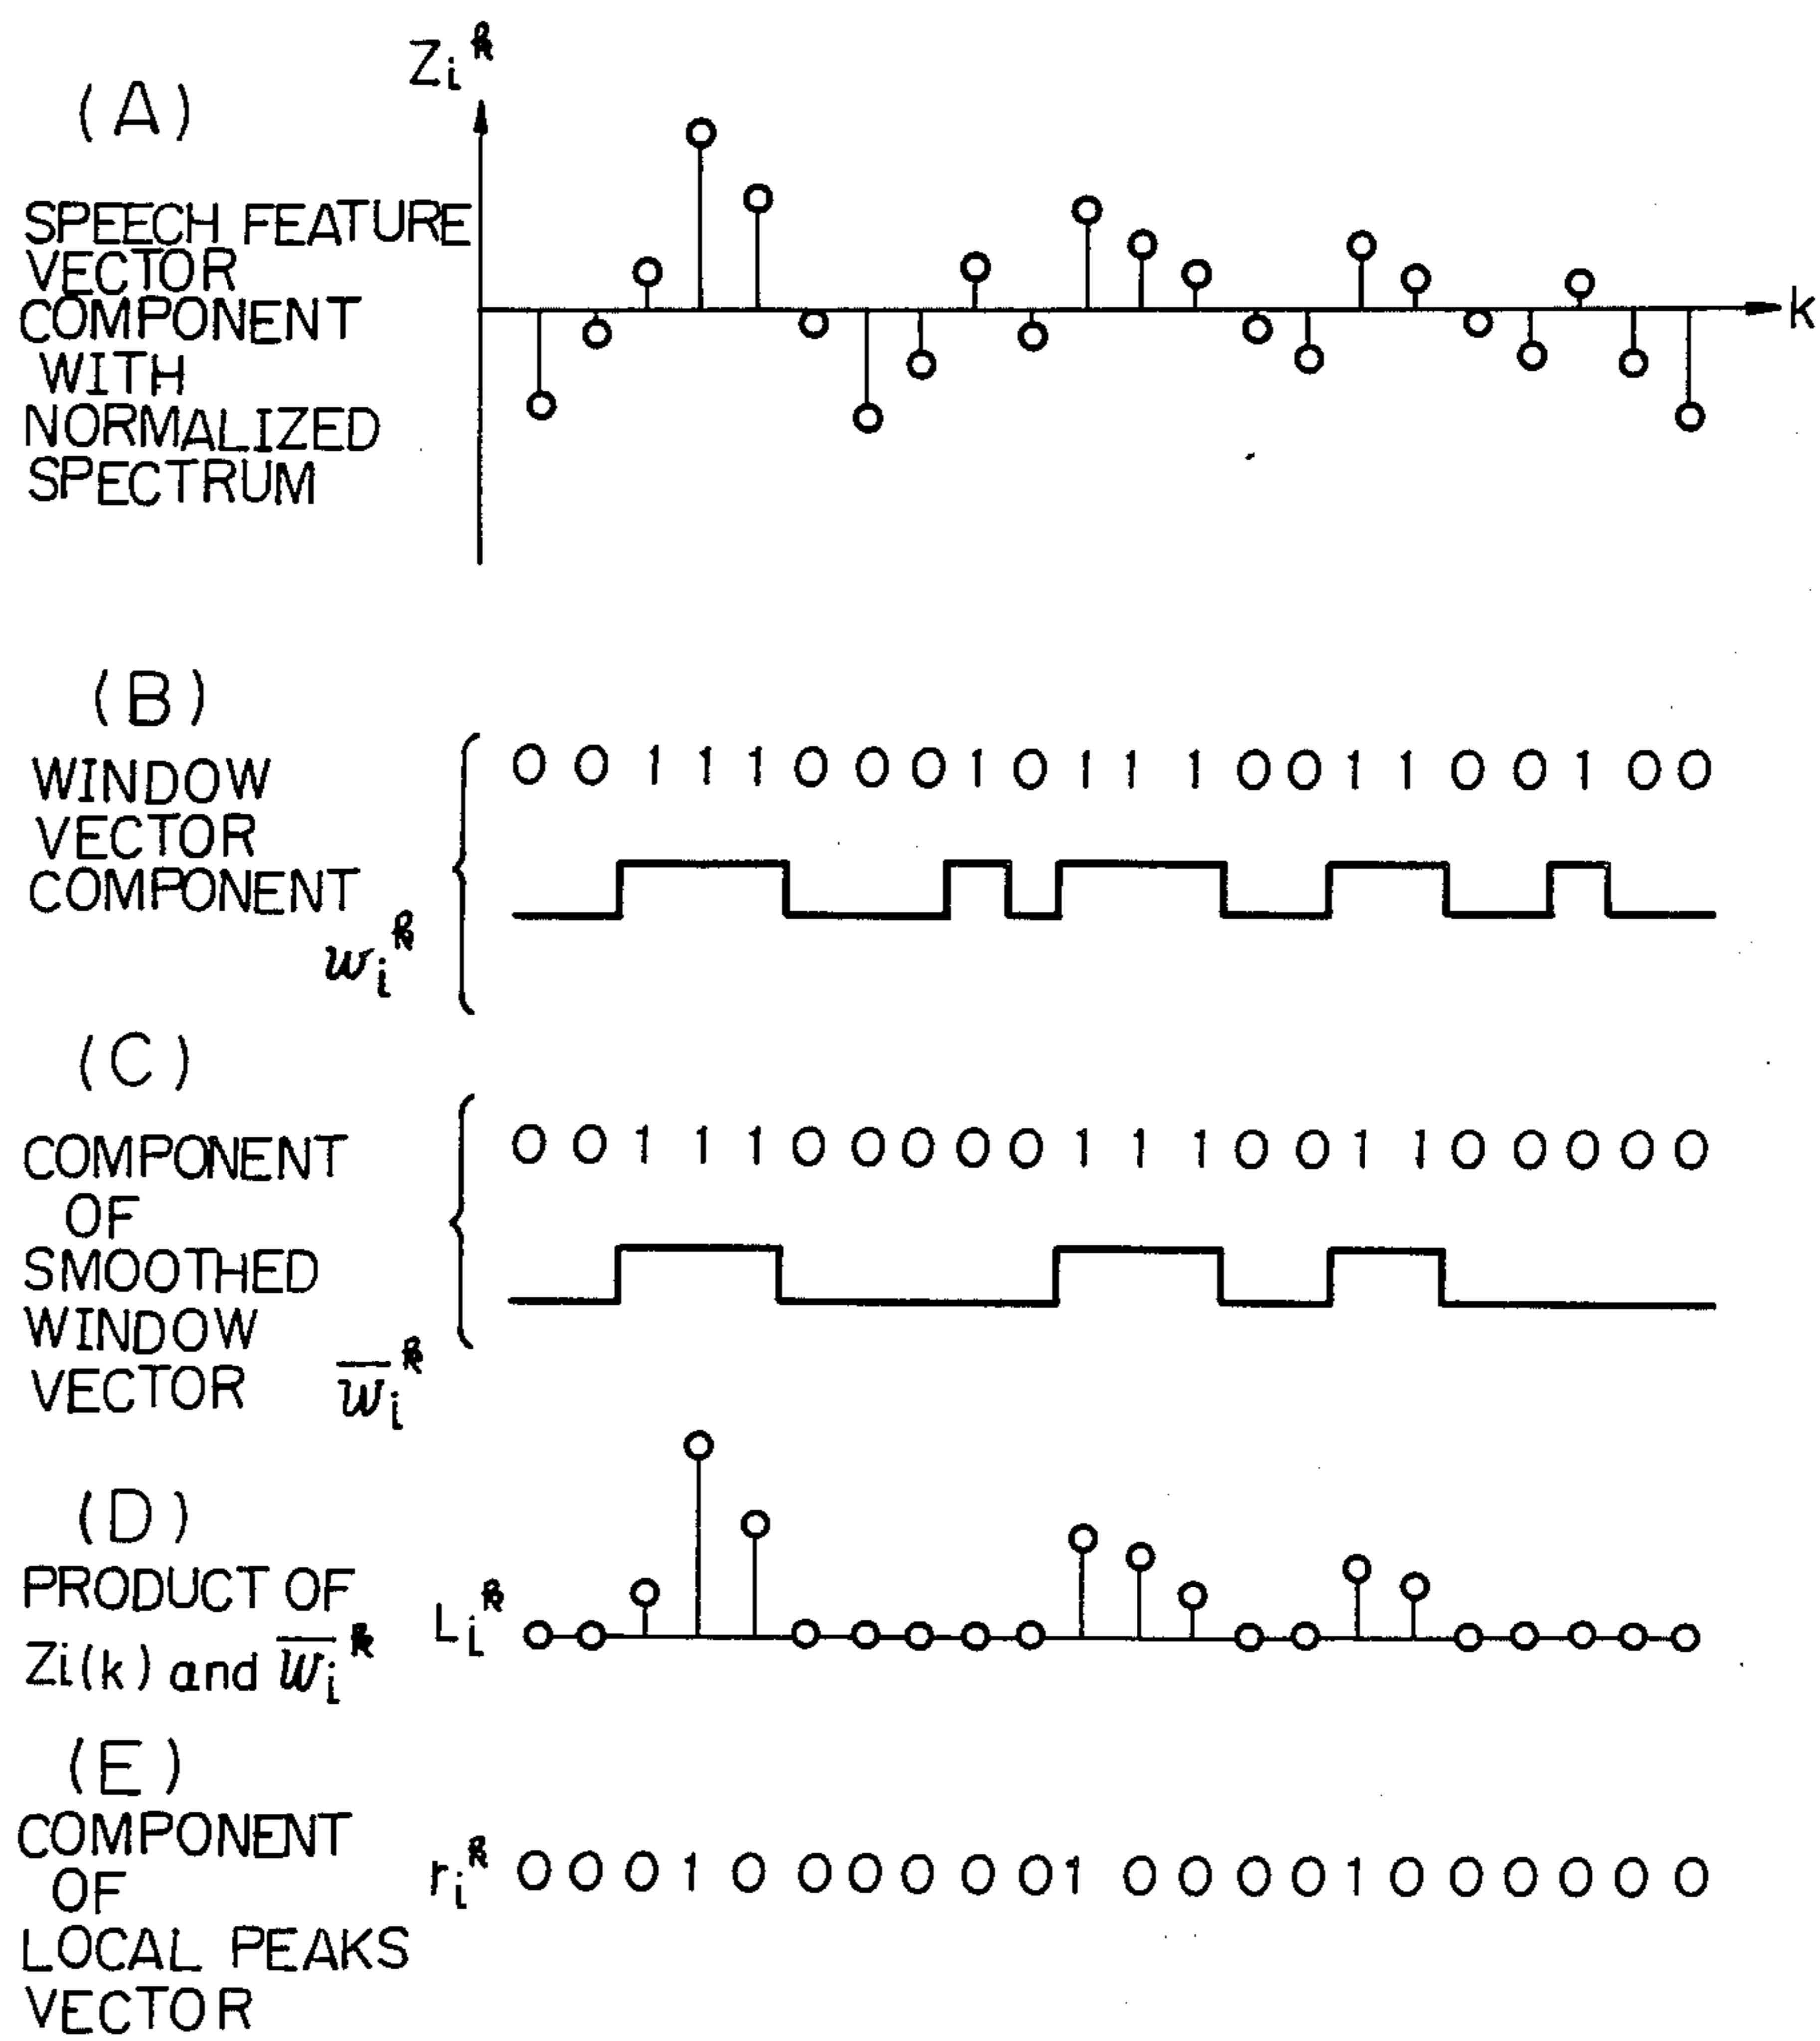 (A)
Z_i^k
SPEECH FEATURE
VECTOR
COMPONENT
WITH
NORMALIZED
SPECTRUM
k
(B)
WINDOW
VECTOR
COMPONENT
w_i^k
0 0 1 1 1 0 0 0 1 0 1 1 1 0 0 1 1 0 0 1 0 0
(C)
COMPONENT
OF
SMOOTHED
WINDOW
VECTOR w̅_i^k
0 0 1 1 1 0 0 0 0 0 1 1 1 0 0 1 1 0 0 0 0 0
(D)
PRODUCT OF
Zi(k) and w̅_i^k
L_i^k
(E)
COMPONENT
OF
LOCAL PEAKS
VECTOR
r_i^k 0 0 0 1 0 0 0 0 0 0 1 0 0 0 0 1 0 0 0 0 0 0